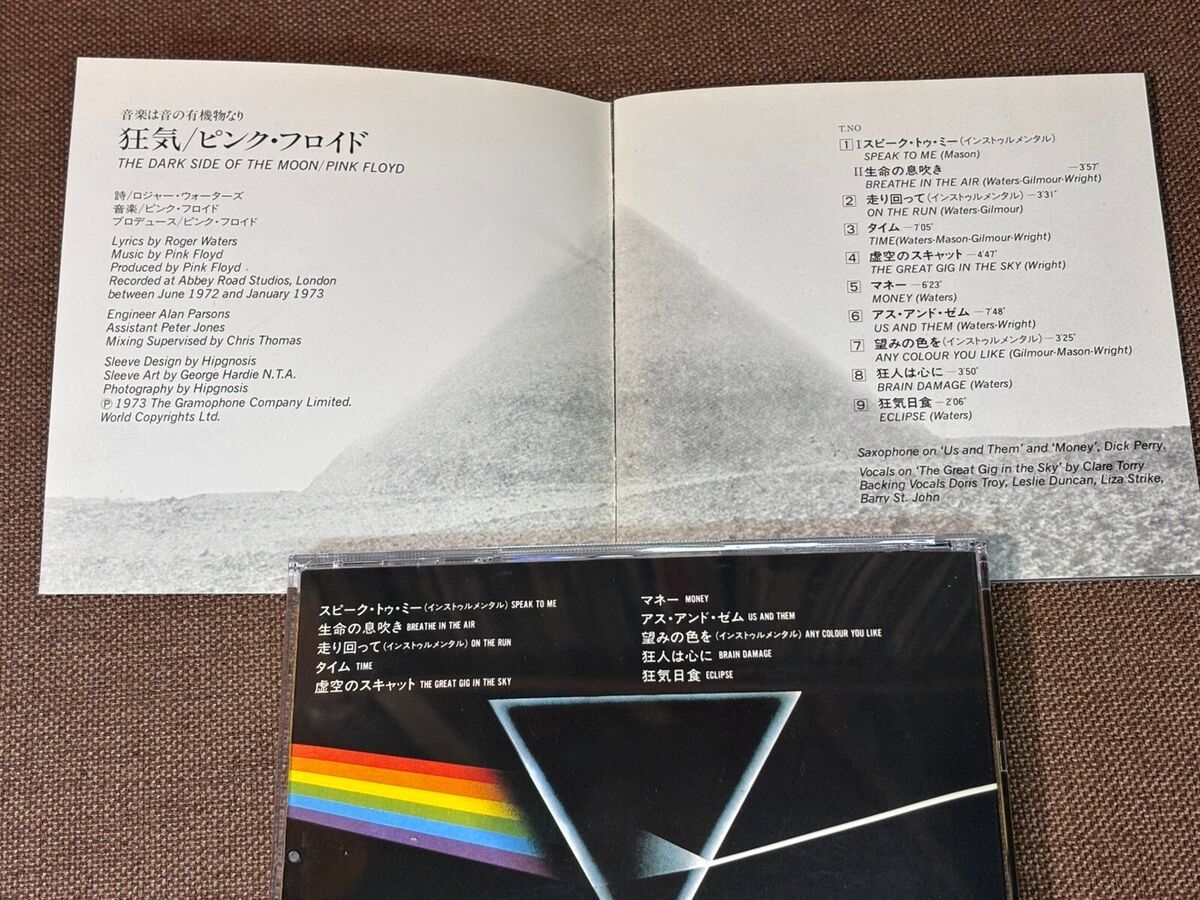 音楽は音の有機物なり
狂気/ピンク・フロイド
THE DARK SIDE OF THE MOON/PINK FLOYD
詩/ロジャー・ウォーターズ
音楽/ピンク・フロイド
プロデュース/ピンク・フロイド
Lyrics by Roger Waters
Music by Pink Floyd
Produced by Pink Floyd
Recorded at Abbey Road Studios, London
between June 1972 and January 1973
Engineer Alan Parsons
Assistant Peter Jones
Mixing Supervised by Chris Thomas
Sleeve Design by Hipgnosis
Sleeve Art by George Hardie N.T.A.
Photography by Hipgnosis
Ⓟ 1973 The Gramophone Company Limited.
World Copyrights Ltd.
T.NO
1 I スピーク・トゥ・ミー(インストゥルメンタル)
SPEAK TO ME (Mason)
II 生命の息吹き —3'57"
BREATHE IN THE AIR (Waters-Gilmour-Wright)
2 走り回って(インストゥルメンタル)—3'31"
ON THE RUN (Waters-Gilmour)
3 タイム —7'05"
TIME(Waters-Mason-Gilmour-Wright)
4 虚空のスキャット —4'47"
THE GREAT GIG IN THE SKY (Wright)
5 マネー —6'23"
MONEY (Waters)
6 アス・アンド・ゼム —7'48"
US AND THEM (Waters-Wright)
7 望みの色を(インストゥルメンタル)—3'25"
ANY COLOUR YOU LIKE (Gilmour-Mason-Wright)
8 狂人は心に —3'50"
BRAIN DAMAGE (Waters)
9 狂気日食 —2'06"
ECLIPSE (Waters)
Saxophone on 'Us and Them' and 'Money', Dick Perry.
Vocals on 'The Great Gig in the Sky' by Clare Torry
Backing Vocals Doris Troy, Leslie Duncan, Liza Strike,
Barry St. John
スピーク・トゥ・ミー(インストゥルメンタル) SPEAK TO ME
生命の息吹き BREATHE IN THE AIR
走り回って(インストゥルメンタル) ON THE RUN
タイム TIME
虚空のスキャット THE GREAT GIG IN THE SKY
マネー MONEY
アス・アンド・ゼム US AND THEM
望みの色を(インストゥルメンタル) ANY COLOUR YOU LIKE
狂人は心に BRAIN DAMAGE
狂気日食 ECLIPSE